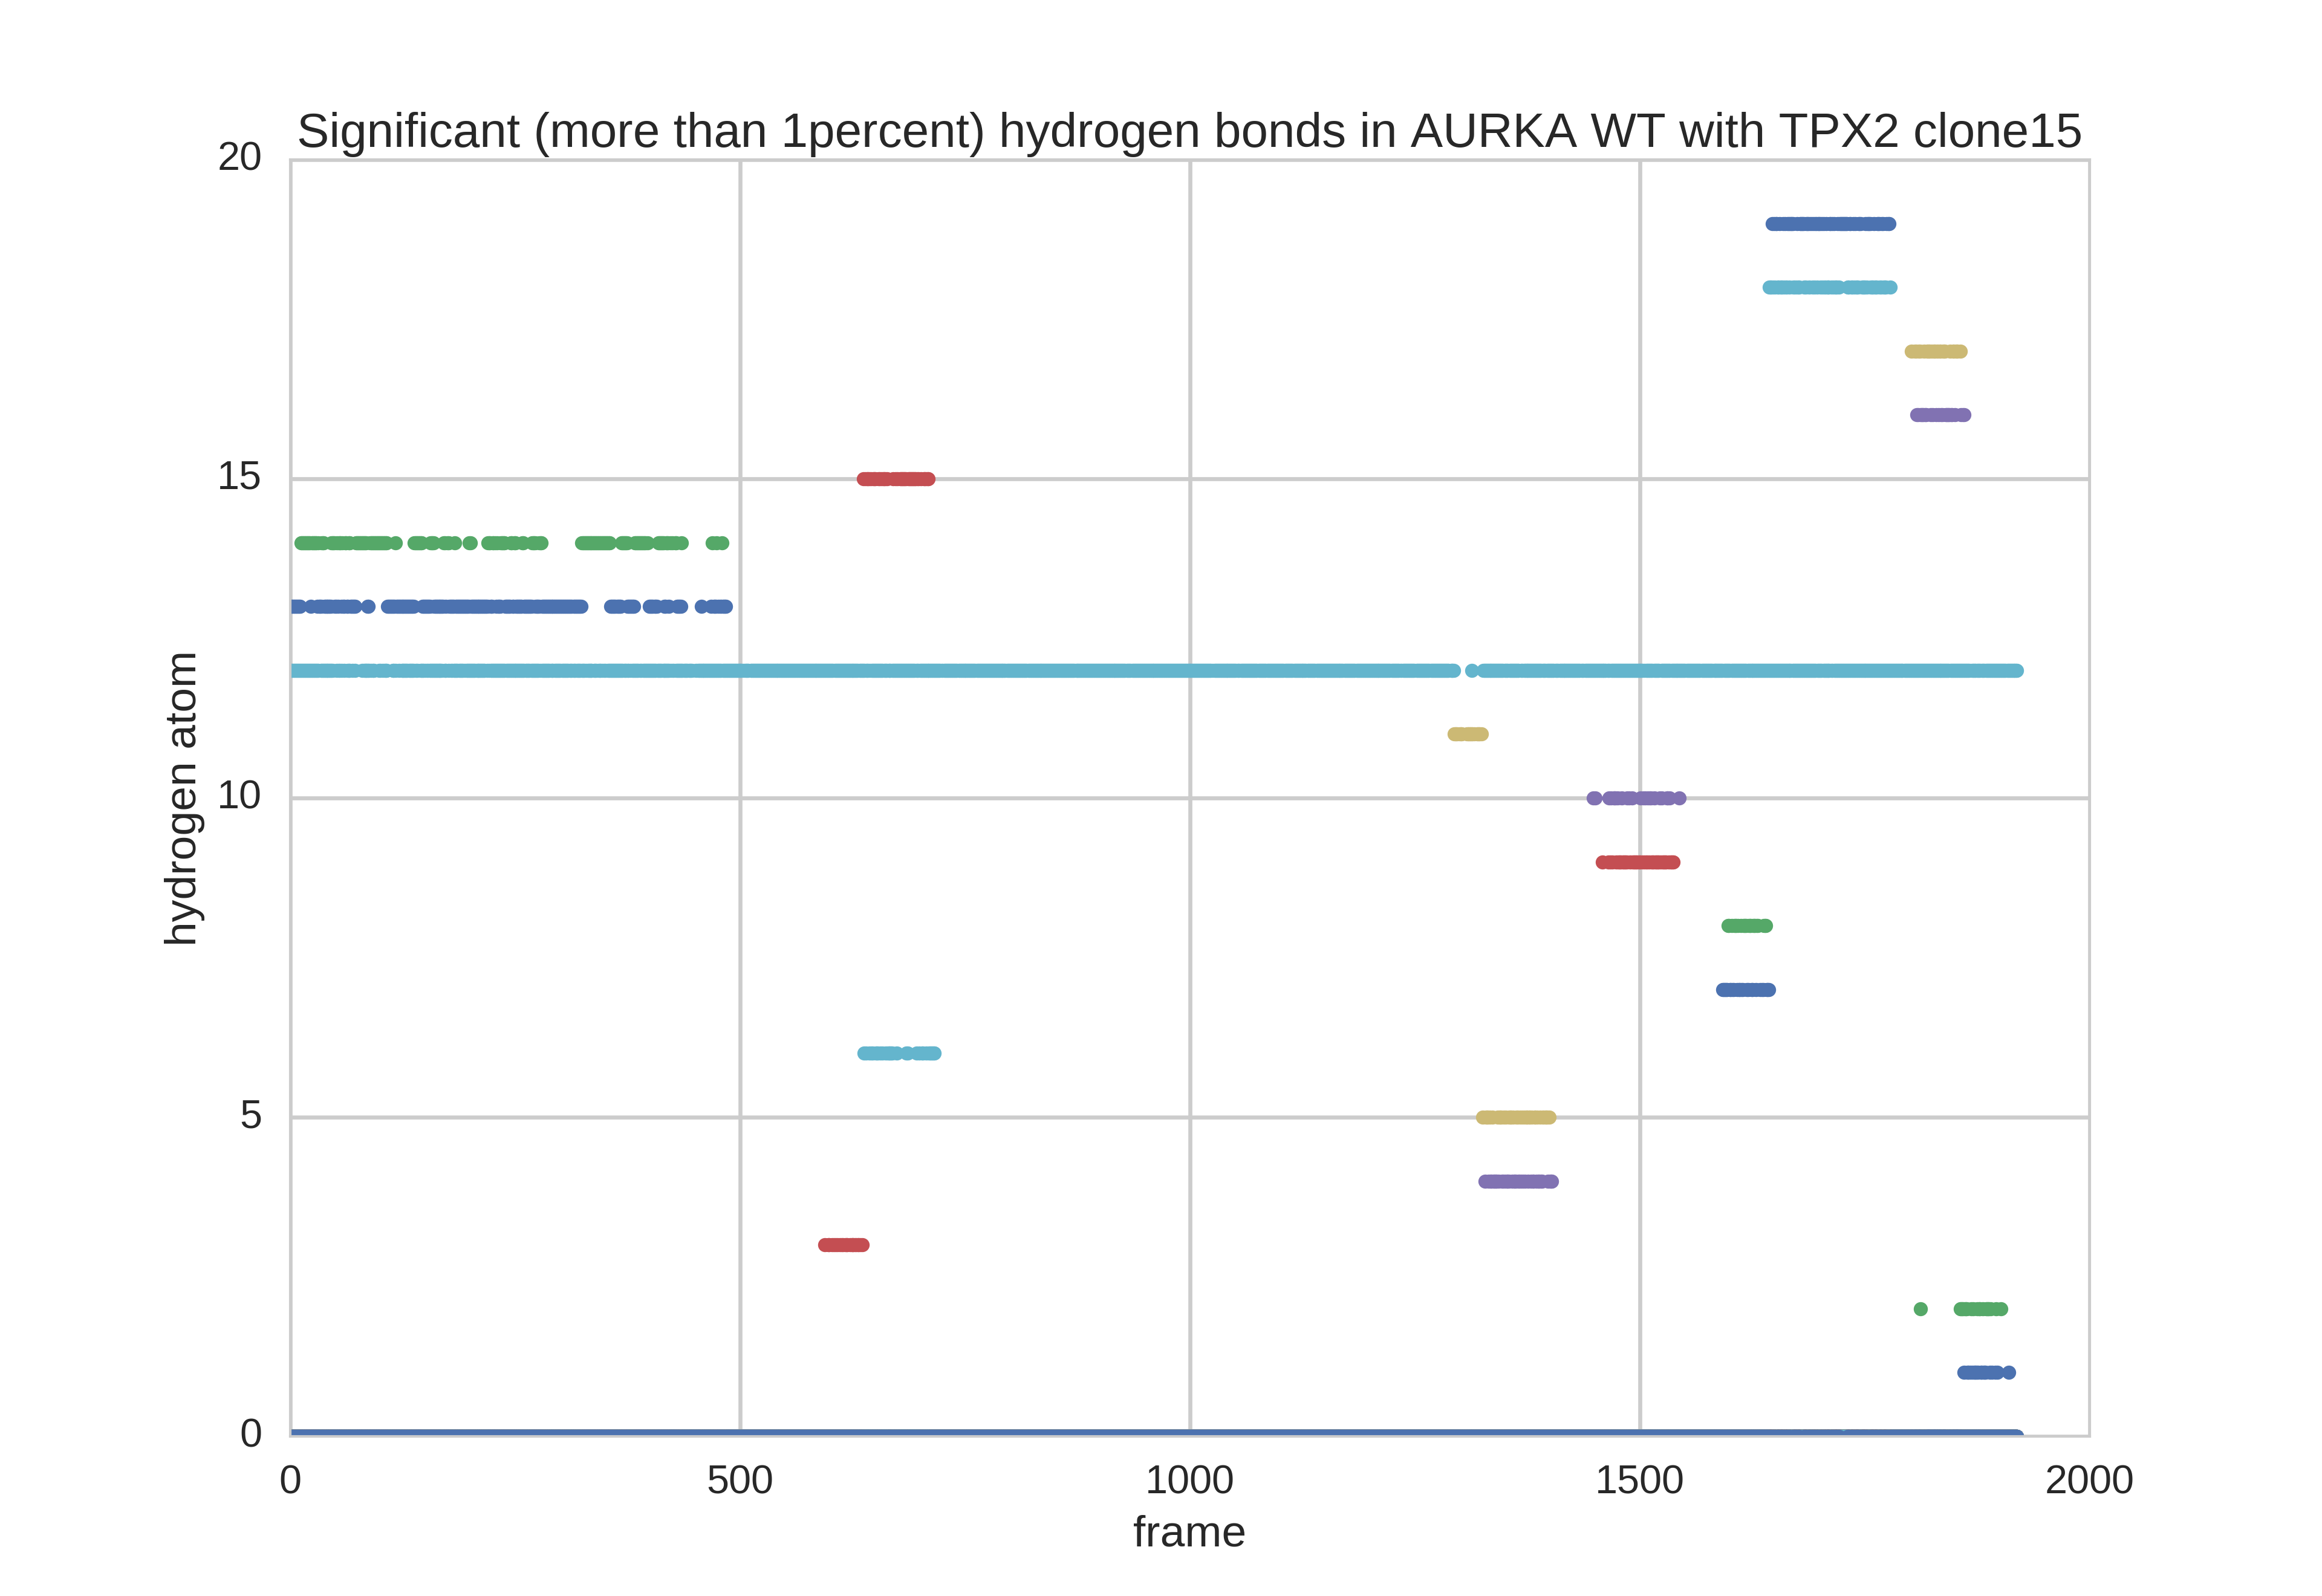 Significant (more than 1percent) hydrogen bonds in AURKA WT with TPX2 clone15
20
15
10
5
0
hydrogen atom
0 500 1000 1500 2000
frame